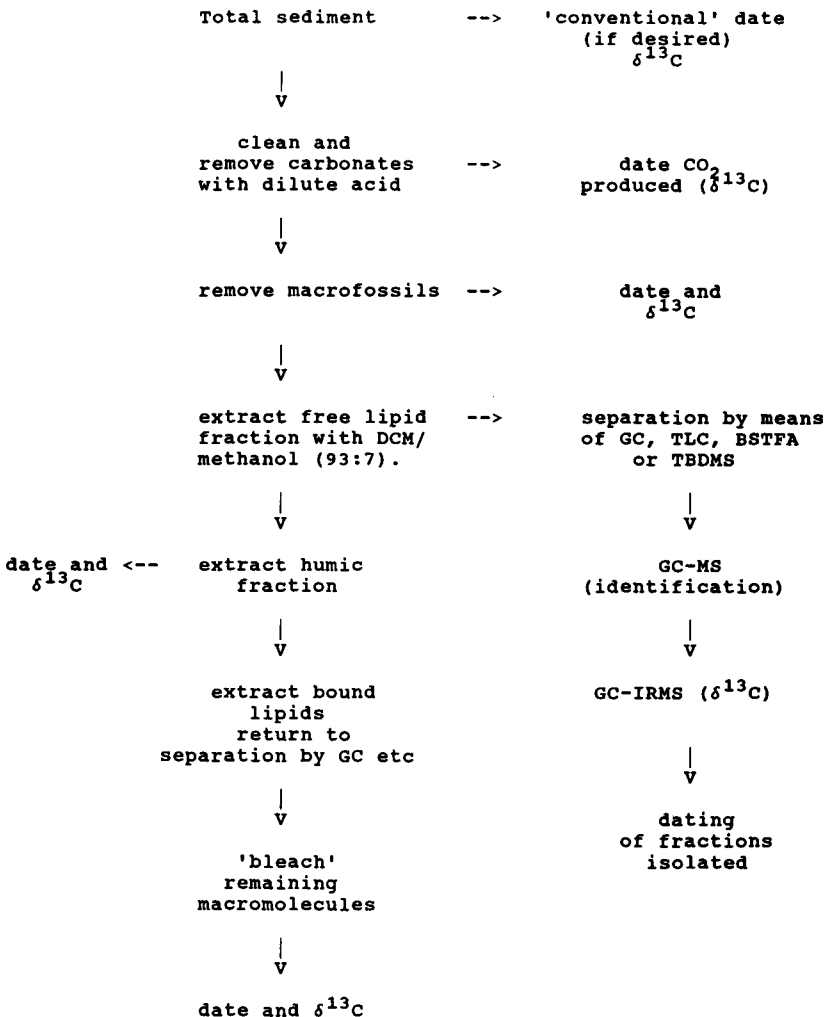 Total sediment --> 'conventional' date
(if desired)
δ13C
|
V
clean and
remove carbonates --> date CO2
with dilute acid produced (δ13C)
|
V
remove macrofossils --> date and
δ13C
|
V
extract free lipid --> separation by means
fraction with DCM/ of GC, TLC, BSTFA
methanol (93:7). or TBDMS
| |
V V
date and <-- extract humic GC-MS
δ13C fraction (identification)
| |
V V
extract bound GC-IRMS (δ13C)
lipids
return to
separation by GC etc |
V
| dating
V of fractions
'bleach' isolated
remaining
macromolecules
|
V
date and δ13C